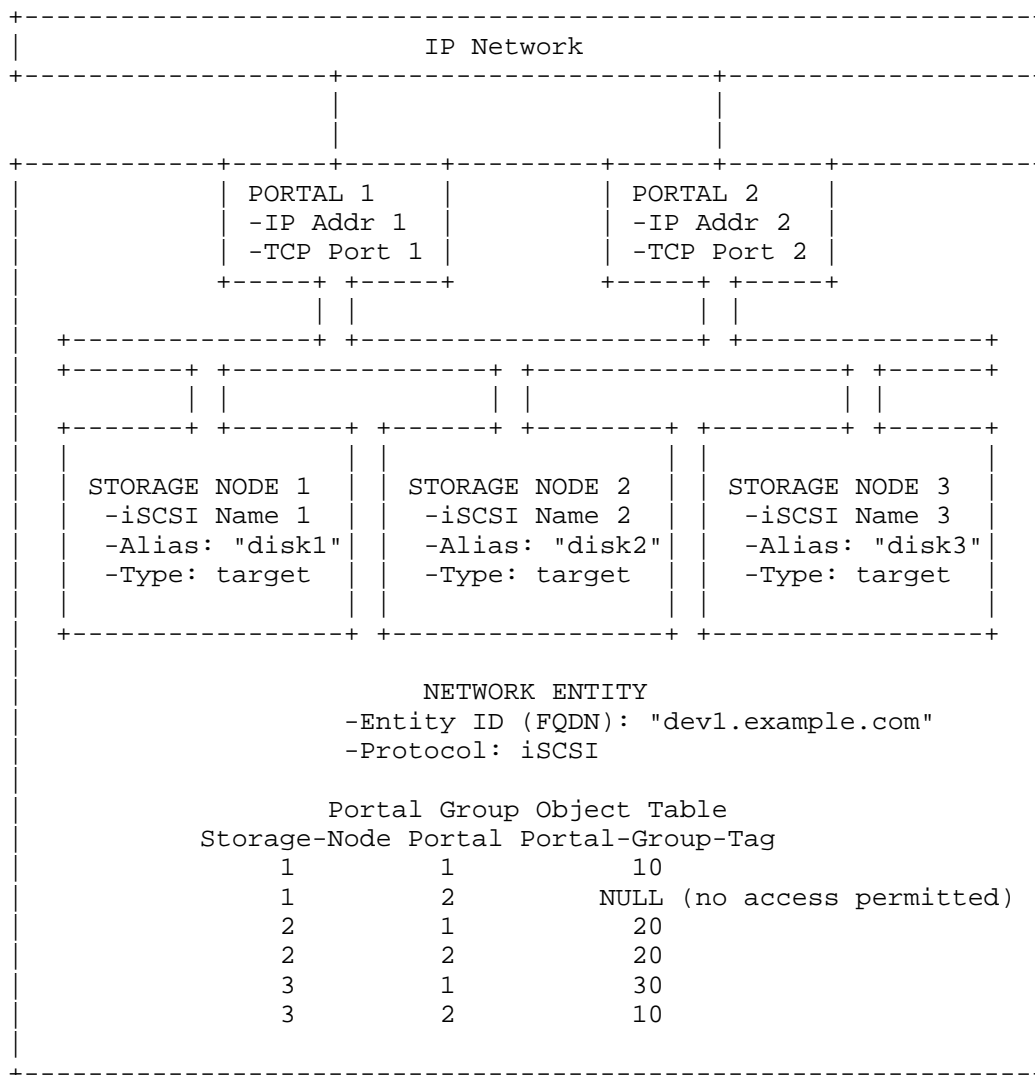 IP Network
PORTAL 1 PORTAL 2
-IP Addr 1 -IP Addr 2
-TCP Port 1 -TCP Port 2
STORAGE NODE 1 STORAGE NODE 2 STORAGE NODE 3
-iSCSI Name 1 -iSCSI Name 2 -iSCSI Name 3
-Alias: "disk1" -Alias: "disk2" -Alias: "disk3"
-Type: target -Type: target -Type: target
NETWORK ENTITY
-Entity ID (FQDN): "dev1.example.com"
-Protocol: iSCSI
Portal Group Object Table
Storage-Node Portal Portal-Group-Tag
1 1 10
1 2 NULL (no access permitted)
2 1 20
2 2 20
3 1 30
3 2 10